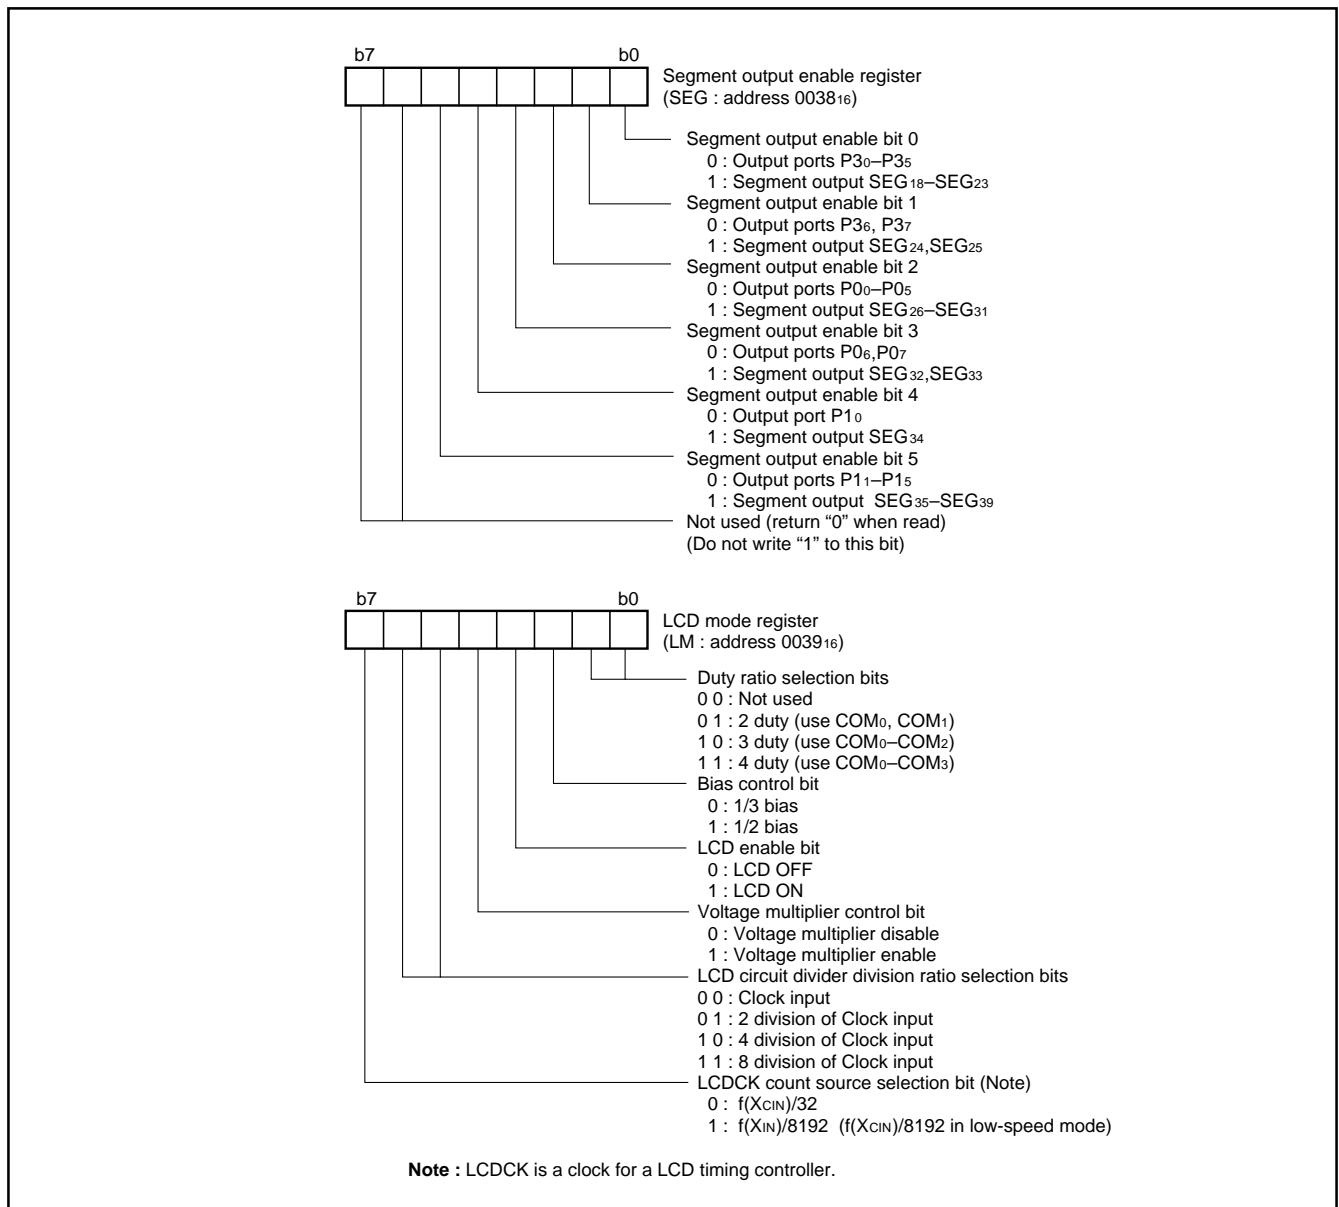 b7 b0
Segment output enable register
(SEG : address 0038₁₆)
Segment output enable bit 0
0 : Output ports P3₀–P3₅
1 : Segment output SEG₁₈–SEG₂₃
Segment output enable bit 1
0 : Output ports P3₆, P3₇
1 : Segment output SEG₂₄,SEG₂₅
Segment output enable bit 2
0 : Output ports P0₀–P0₅
1 : Segment output SEG₂₆–SEG₃₁
Segment output enable bit 3
0 : Output ports P0₆,P0₇
1 : Segment output SEG₃₂,SEG₃₃
Segment output enable bit 4
0 : Output port P1₀
1 : Segment output SEG₃₄
Segment output enable bit 5
0 : Output ports P1₁–P1₅
1 : Segment output SEG₃₅–SEG₃₉
Not used (return “0” when read)
(Do not write “1” to this bit)
b7 b0
LCD mode register
(LM : address 0039₁₆)
Duty ratio selection bits
0 0 : Not used
0 1 : 2 duty (use COM₀, COM₁)
1 0 : 3 duty (use COM₀–COM₂)
1 1 : 4 duty (use COM₀–COM₃)
Bias control bit
0 : 1/3 bias
1 : 1/2 bias
LCD enable bit
0 : LCD OFF
1 : LCD ON
Voltage multiplier control bit
0 : Voltage multiplier disable
1 : Voltage multiplier enable
LCD circuit divider division ratio selection bits
0 0 : Clock input
0 1 : 2 division of Clock input
1 0 : 4 division of Clock input
1 1 : 8 division of Clock input
LCDCK count source selection bit (Note)
0 : f(XCIN)/32
1 : f(XIN)/8192 (f(XCIN)/8192 in low-speed mode)
Note : LCDCK is a clock for a LCD timing controller.